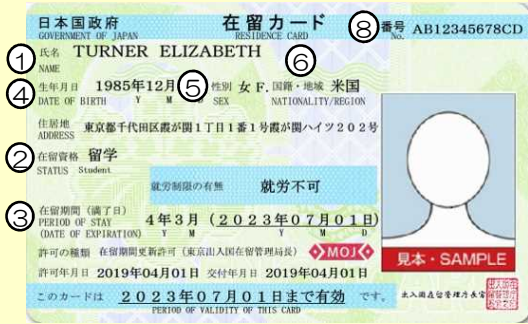 日本国政府 在留カード ⑧ 番号 AB12345678CD
GOVERNMENT OF JAPAN RESIDENCE CARD No.
① 氏名 TURNER ELIZABETH
NAME
④ 生年月日 1985年12月 ⑤ 性別 女 F. ⑥ 国籍・地域 米国
DATE OF BIRTH Y M D SEX NATIONALITY/REGION
住居地
ADDRESS 東京都千代田区霞が関1丁目1番1号霞が関ハイツ202号
② 在留資格 留学
STATUS Student
就労制限の有無 就労不可
③ 在留期間(満了日)
PERIOD OF STAY 4年3月(2023年07月01日)
(DATE OF EXPIRATION) Y M Y M D
許可の種類 在留期間更新許可(東京出入国在留管理局長) MOJ
見本・SAMPLE
許可年月日 2019年04月01日 交付年月日 2019年04月01日
このカードは 2023年07月01日まで有効 です。 出入国在留管理庁長官
PERIOD OF VALIDITY OF THIS CARD